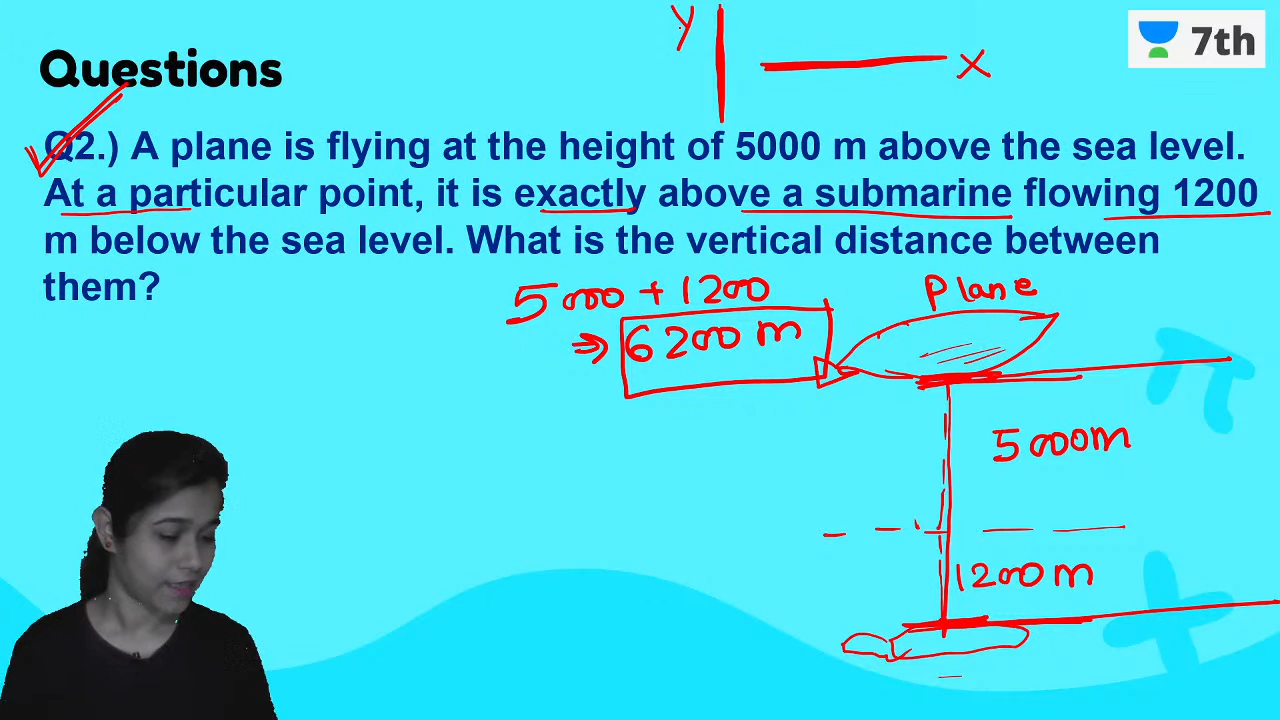 Y
X
7th
Questions
Q2.) A plane is flying at the height of 5000 m above the sea level.
At a particular point, it is exactly above a submarine flowing 1200
m below the sea level. What is the vertical distance between
them?
5000 + 1200
⇒ 6200 m
Plane
5000m
1200m
π
+